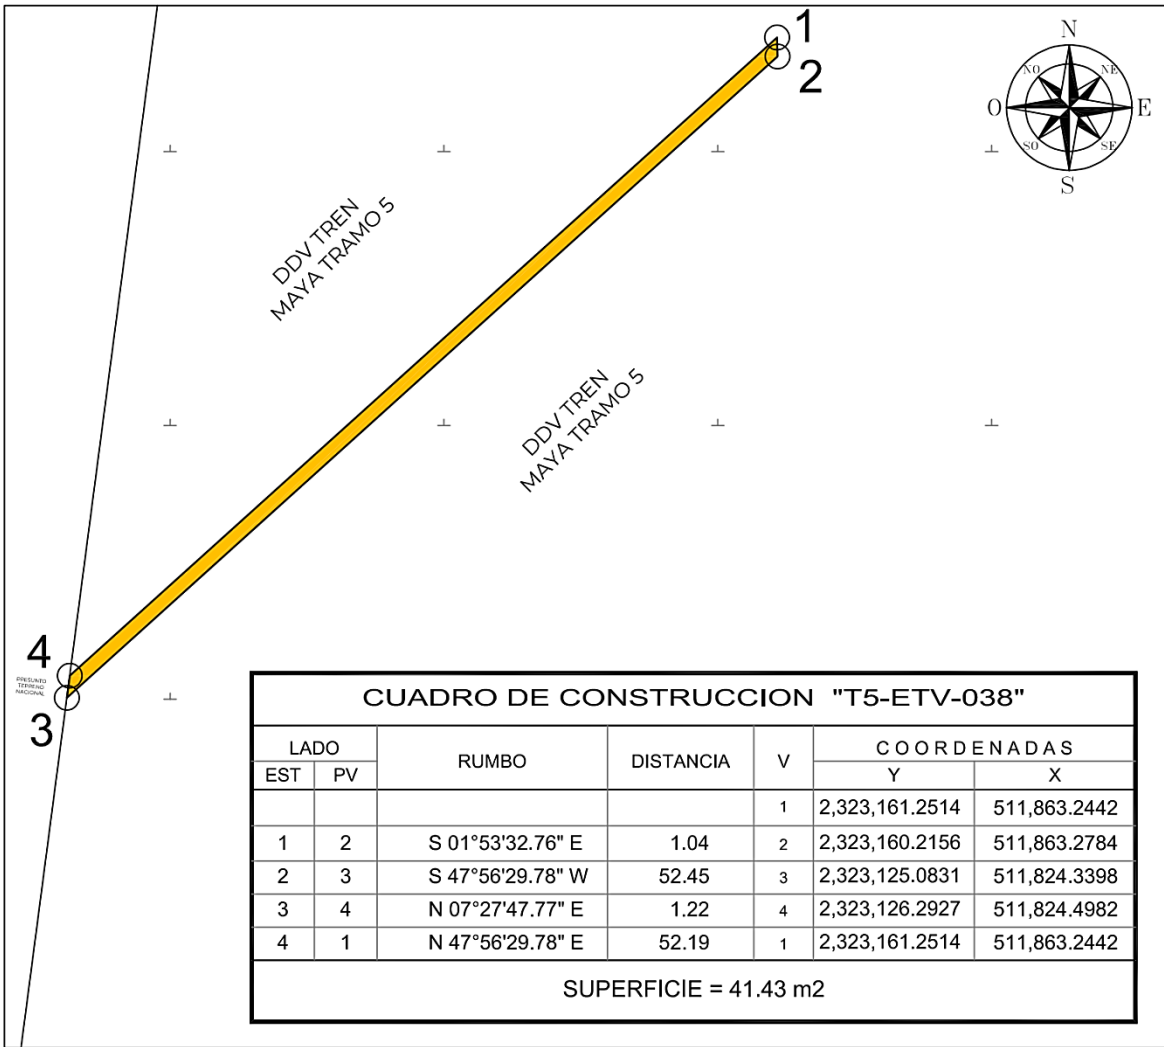 1
2
N
NO NE
O E
SO SE
S
DDV TREN
MAYA TRAMO 5
DDV TREN
MAYA TRAMO 5
4
PRESUNTO
TERRENO
NACIONAL
3
CUADRO DE CONSTRUCCION "T5-ETV-038"
LADO RUMBO DISTANCIA V COORDENADAS
EST PV Y X
1 2,323,161.2514 511,863.2442
1 2 S 01°53'32.76" E 1.04 2 2,323,160.2156 511,863.2784
2 3 S 47°56'29.78" W 52.45 3 2,323,125.0831 511,824.3398
3 4 N 07°27'47.77" E 1.22 4 2,323,126.2927 511,824.4982
4 1 N 47°56'29.78" E 52.19 1 2,323,161.2514 511,863.2442
SUPERFICIE = 41.43 m2